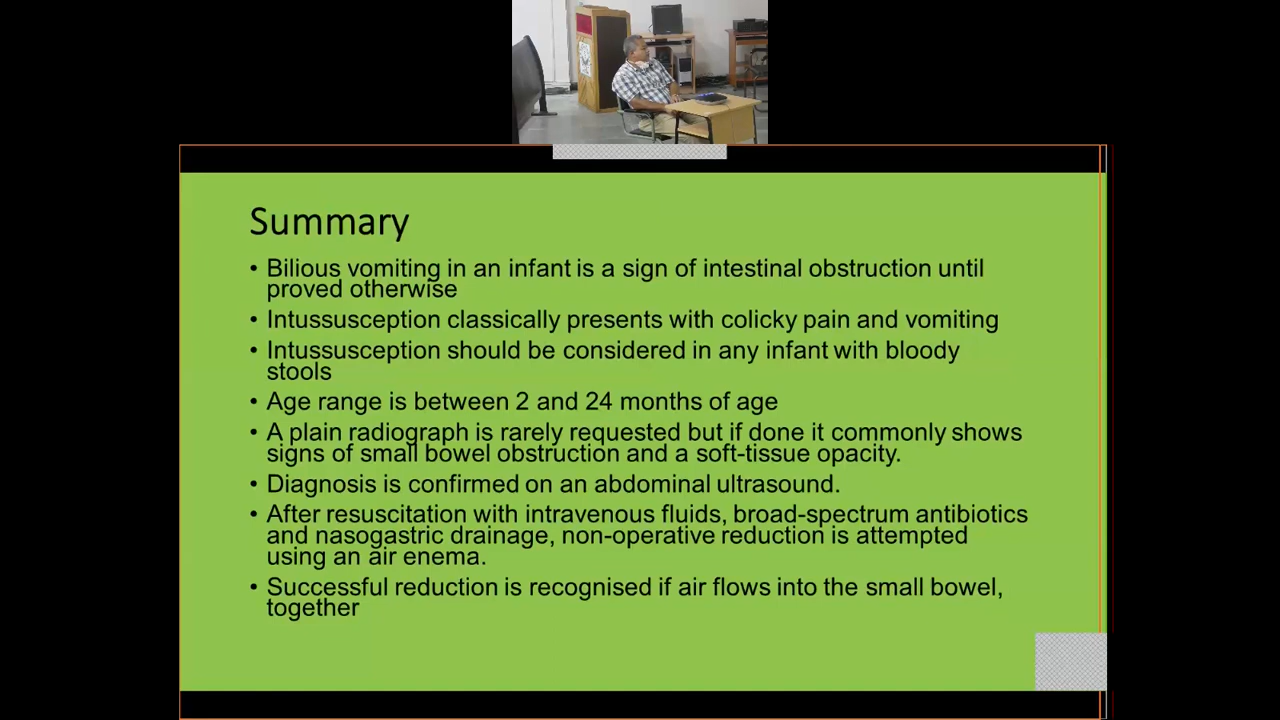 Summary
• Bilious vomiting in an infant is a sign of intestinal obstruction until
proved otherwise
• Intussusception classically presents with colicky pain and vomiting
• Intussusception should be considered in any infant with bloody
stools
• Age range is between 2 and 24 months of age
• A plain radiograph is rarely requested but if done it commonly shows
signs of small bowel obstruction and a soft-tissue opacity.
• Diagnosis is confirmed on an abdominal ultrasound.
• After resuscitation with intravenous fluids, broad-spectrum antibiotics
and nasogastric drainage, non-operative reduction is attempted
using an air enema.
• Successful reduction is recognised if air flows into the small bowel,
together